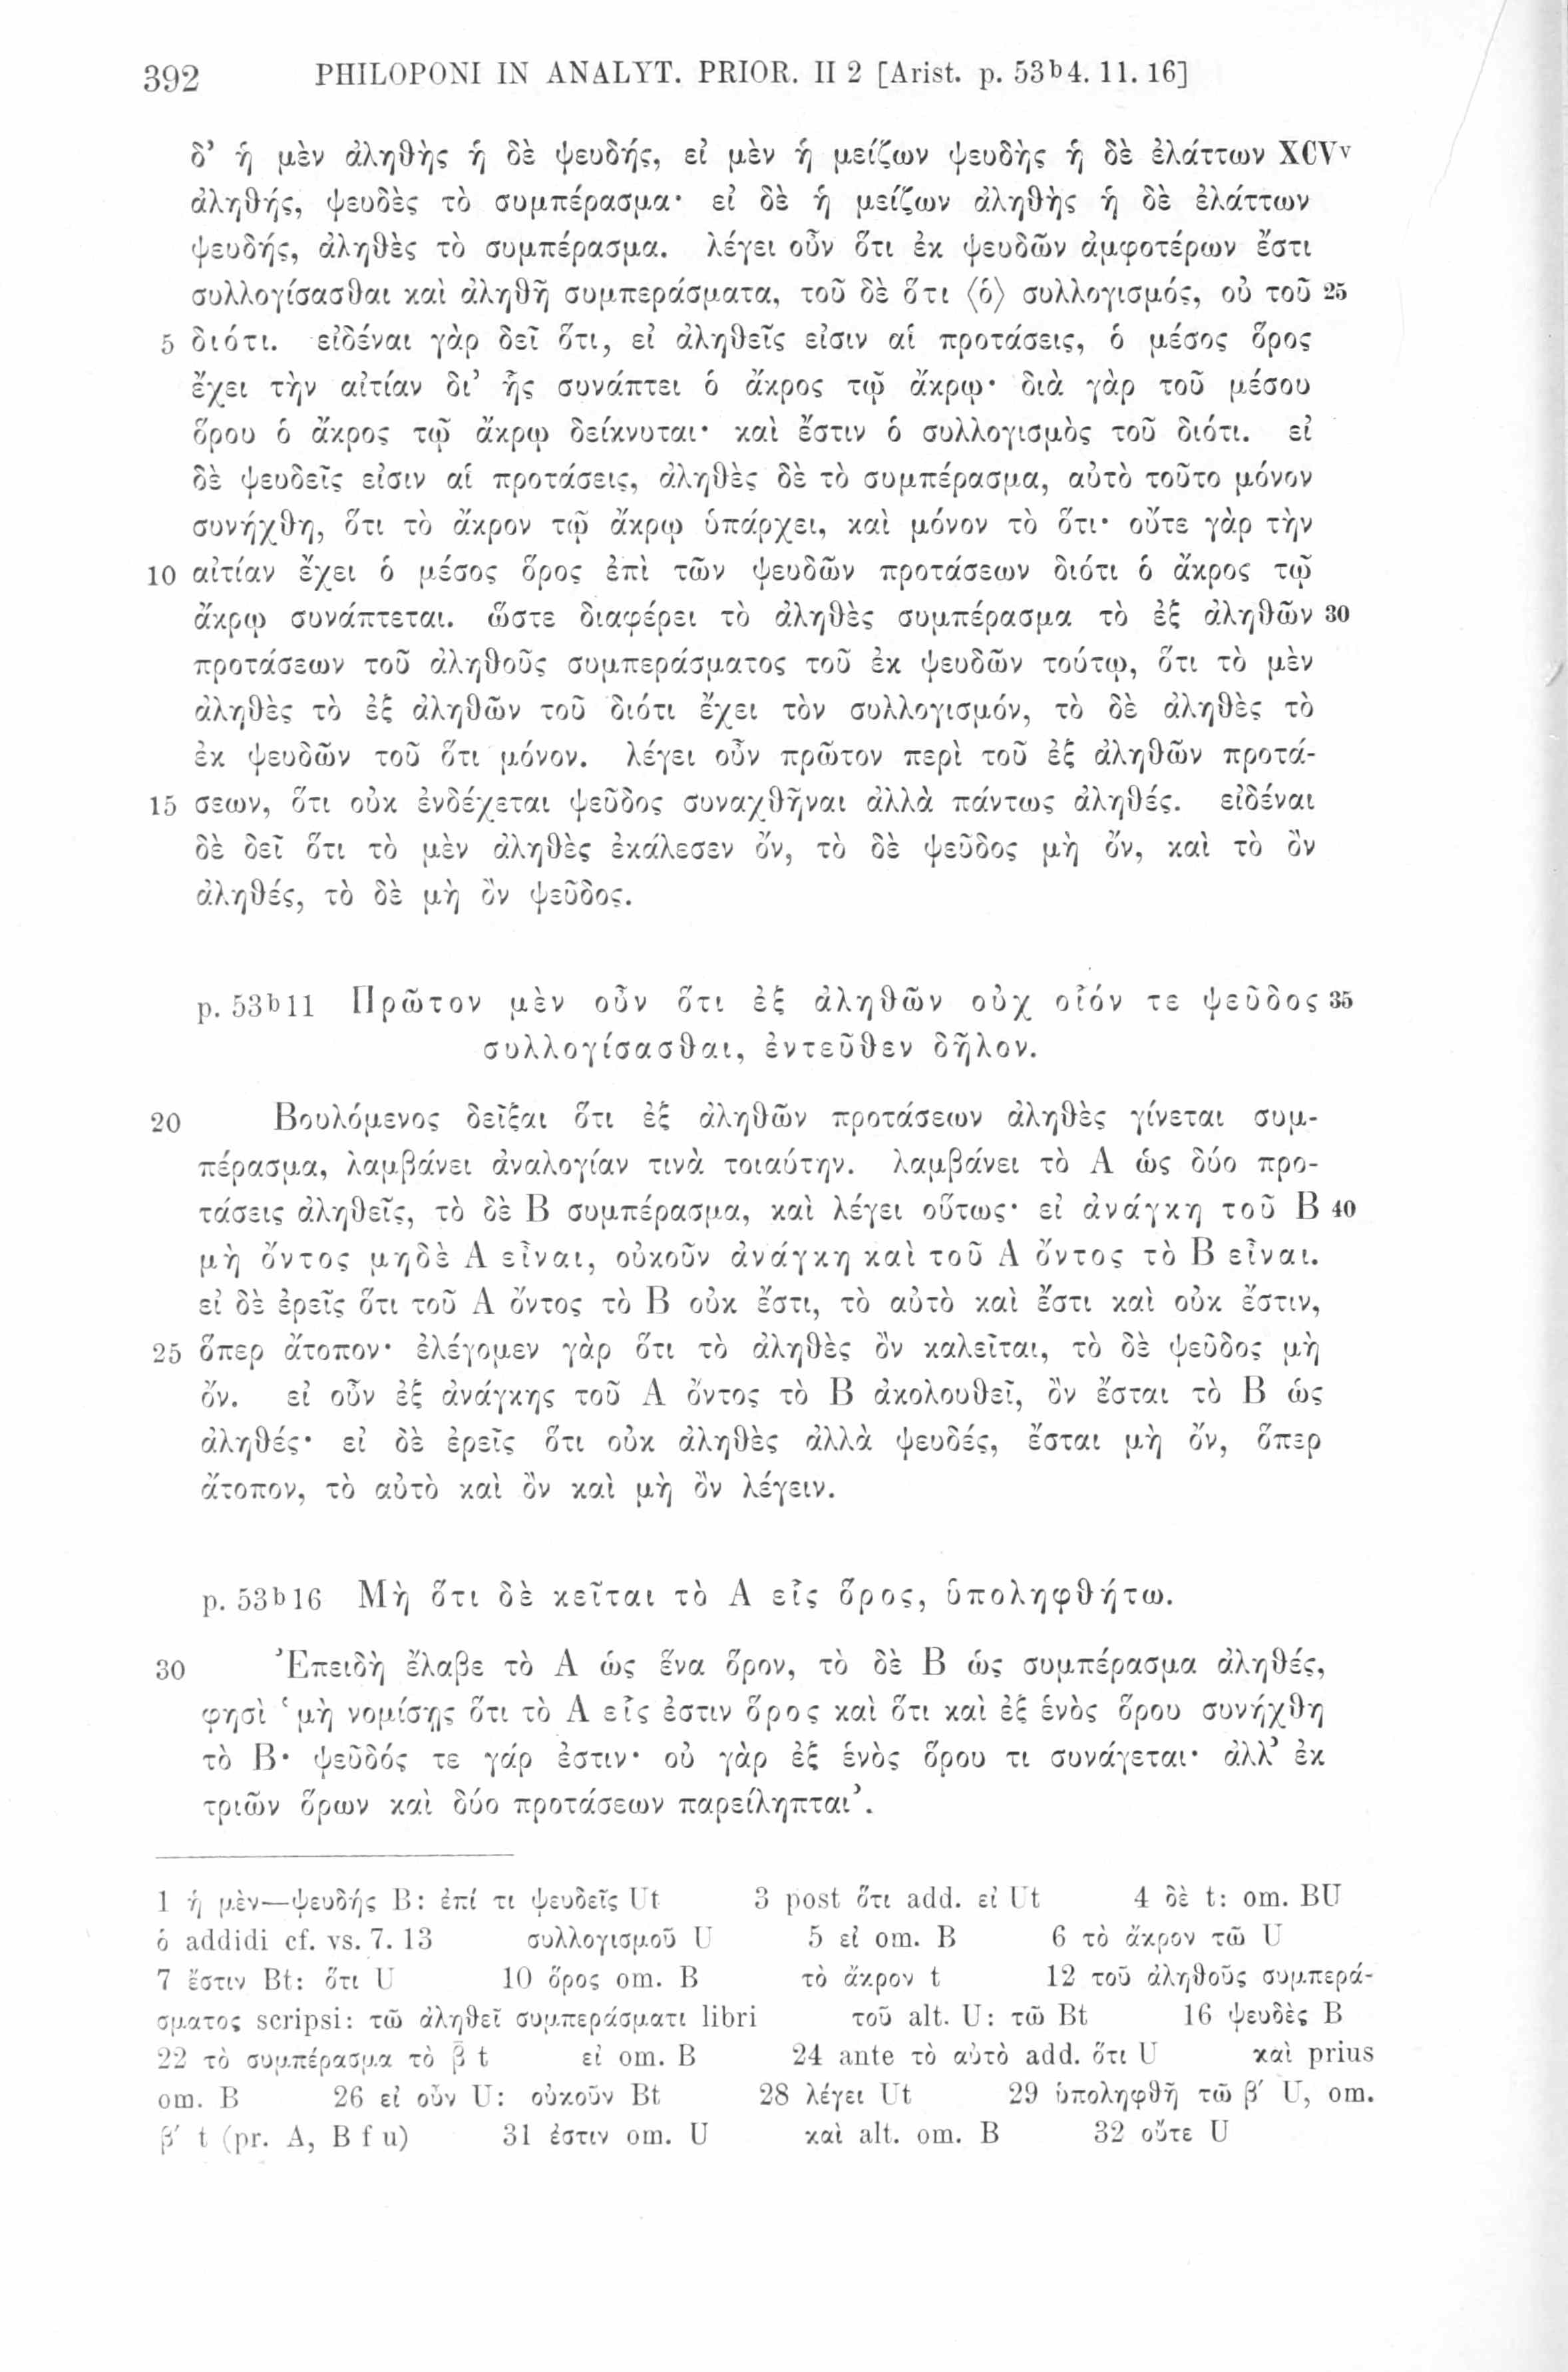 392 PHILOPONI IN ANALYT. PRIOR. II 2 [Arist. p. 53b4. 11. 16]
δ’ ἡ μὲν ἀληθὴς ἡ δὲ ψευδής, εἰ μὲν ἡ μείζων ψευδὴς ἡ δὲ ἐλάττων XCVv
ἀληθής, ψευδὲς τὸ συμπέρασμα· εἰ δὲ ἡ μείζων ἀληθὴς ἡ δὲ ἐλάττων
ψευδής, ἀληθὲς τὸ συμπέρασμα. λέγει οὖν ὅτι ἐκ ψευδῶν ἀμφοτέρων ἔστι
συλλογίσασθαι καὶ ἀληθῆ συμπεράσματα, τοῦ δὲ ὅτι ⟨ὁ⟩ συλλογισμός, οὐ τοῦ 25
5 διότι. εἰδέναι γὰρ δεῖ ὅτι, εἰ ἀληθεῖς εἰσιν αἱ προτάσεις, ὁ μέσος ὅρος
ἔχει τὴν αἰτίαν δι’ ἧς συνάπτει ὁ ἄκρος τῷ ἄκρῳ· διὰ γὰρ τοῦ μέσου
ὅρου ὁ ἄκρος τῷ ἄκρῳ δείκνυται· καὶ ἔστιν ὁ συλλογισμὸς τοῦ διότι. εἰ
δὲ ψευδεῖς εἰσιν αἱ προτάσεις, ἀληθὲς δὲ τὸ συμπέρασμα, αὐτὸ τοῦτο μόνον
συνήχθη, ὅτι τὸ ἄκρον τῷ ἄκρῳ ὑπάρχει, καὶ μόνον τὸ ὅτι· οὔτε γὰρ τὴν
10 αἰτίαν ἔχει ὁ μέσος ὅρος ἐπὶ τῶν ψευδῶν προτάσεων διότι ὁ ἄκρος τῷ
ἄκρῳ συνάπτεται. ὥστε διαφέρει τὸ ἀληθὲς συμπέρασμα τὸ ἐξ ἀληθῶν 30
προτάσεων τοῦ ἀληθοῦς συμπεράσματος τοῦ ἐκ ψευδῶν τούτῳ, ὅτι τὸ μὲν
ἀληθὲς τὸ ἐξ ἀληθῶν τοῦ διότι ἔχει τὸν συλλογισμόν, τὸ δὲ ἀληθὲς τὸ
ἐκ ψευδῶν τοῦ ὅτι μόνον. λέγει οὖν πρῶτον περὶ τοῦ ἐξ ἀληθῶν προτά-
15 σεων, ὅτι οὐκ ἐνδέχεται ψεῦδος συναχθῆναι ἀλλὰ πάντως ἀληθές. εἰδέναι
δὲ δεῖ ὅτι τὸ μὲν ἀληθὲς ἐκάλεσεν ὄν, τὸ δὲ ψεῦδος μὴ ὄν, καὶ τὸ ὂν
ἀληθές, τὸ δὲ μὴ ὂν ψεῦδος.
p. 53b11 Πρῶτον μὲν οὖν ὅτι ἐξ ἀληθῶν οὐχ οἷόν τε ψεῦδος 35
συλλογίσασθαι, ἐντεῦθεν δῆλον.
20 Βουλόμενος δεῖξαι ὅτι ἐξ ἀληθῶν προτάσεων ἀληθὲς γίνεται συμ-
πέρασμα, λαμβάνει ἀναλογίαν τινὰ τοιαύτην. λαμβάνει τὸ Α ὡς δύο προ-
τάσεις ἀληθεῖς, τὸ δὲ Β συμπέρασμα, καὶ λέγει οὕτως· εἰ ἀνάγκη τοῦ Β 40
μὴ ὄντος μηδὲ Α εἶναι, οὐκοῦν ἀνάγκη καὶ τοῦ Α ὄντος τὸ Β εἶναι.
εἰ δὲ ἐρεῖς ὅτι τοῦ Α ὄντος τὸ Β οὐκ ἔστι, τὸ αὐτὸ καὶ ἔστι καὶ οὐκ ἔστιν,
25 ὅπερ ἄτοπον· ἐλέγομεν γὰρ ὅτι τὸ ἀληθὲς ὂν καλεῖται, τὸ δὲ ψεῦδος μὴ
ὄν. εἰ οὖν ἐξ ἀνάγκης τοῦ Α ὄντος τὸ Β ἀκολουθεῖ, ὂν ἔσται τὸ Β ὡς
ἀληθές· εἰ δὲ ἐρεῖς ὅτι οὐκ ἀληθὲς ἀλλὰ ψευδές, ἔσται μὴ ὄν, ὅπερ
ἄτοπον, τὸ αὐτὸ καὶ ὂν καὶ μὴ ὂν λέγειν.
p. 53b16 Μὴ ὅτι δὲ κεῖται τὸ Α εἷς ὅρος, ὑποληφθήτω.
30 Ἐπειδὴ ἔλαβε τὸ Α ὡς ἕνα ὅρον, τὸ δὲ Β ὡς συμπέρασμα ἀληθές,
φησὶ ‘μὴ νομίσῃς ὅτι τὸ Α εἷς ἐστιν ὅρος καὶ ὅτι καὶ ἐξ ἑνὸς ὅρου συνήχθη
τὸ Β· ψεῦδός τε γάρ ἐστιν· οὐ γὰρ ἐξ ἑνὸς ὅρου τι συνάγεται· ἀλλ’ ἐκ
τριῶν ὅρων καὶ δύο προτάσεων παρείληπται’.
1 ἡ μὲν—ψευδής B: ἐπί τι ψευδεῖς Ut 3 post ὅτι add. εἰ Ut 4 δὲ t: om. BU
ὁ addidi cf. vs. 7. 13 συλλογισμοῦ U 5 εἰ om. B 6 τὸ ἄκρον τῶ U
7 ἔστιν Bt: ὅτι U 10 ὅρος om. B τὸ ἄκρον t 12 τοῦ ἀληθοῦς συμπερά-
σματος scripsi: τῶ ἀληθεῖ συμπεράσματι libri τοῦ alt. U: τῶ Bt 16 ψευδὲς B
22 τὸ συμπέρασμα τὸ β t εἰ om. B 24 ante τὸ αὐτὸ add. ὅτι U καὶ prius
om. B 26 εἰ οὖν U: οὐκοῦν Bt 28 λέγει Ut 29 ὑποληφθῆ τῶ β′ U, om.
β′ t (pr. A, B f u) 31 ἐστιν om. U καὶ alt. om. B 32 οὔτε U